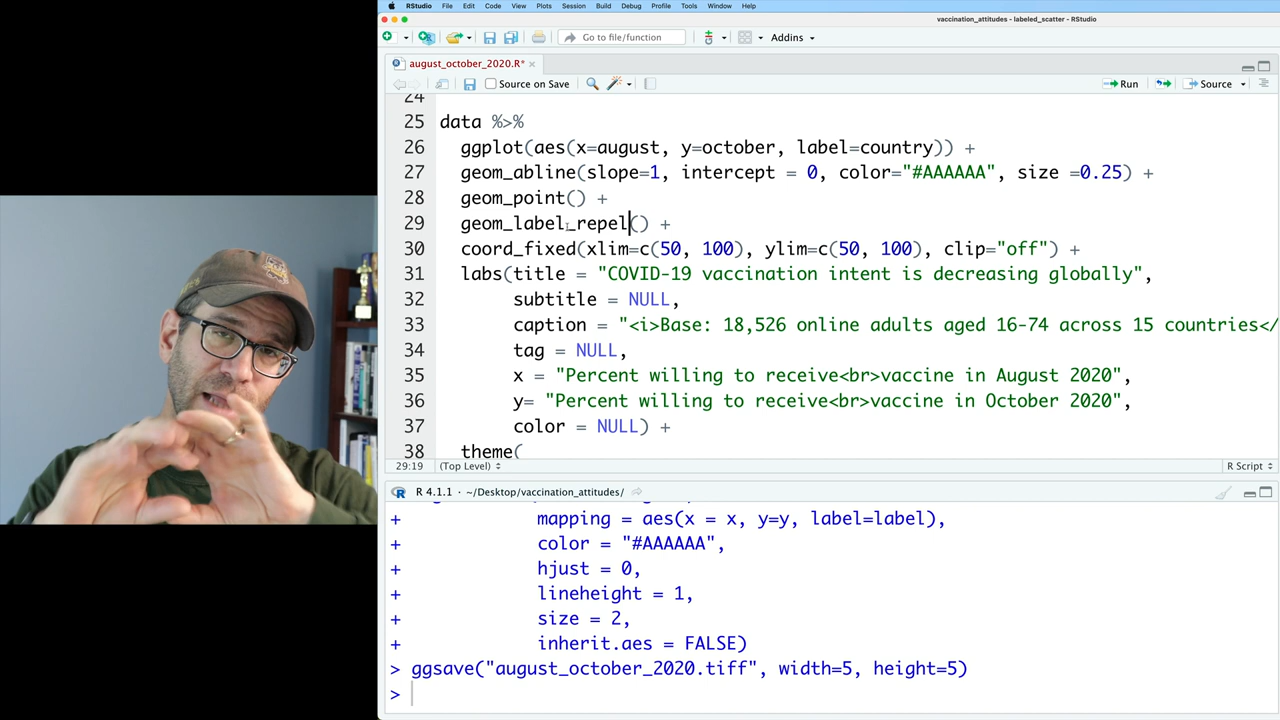 RStudio File Edit Code View Plots Session Build Debug Profile Tools Window Help
vaccination_attitudes - labeled_scatter - RStudio
Go to file/function Addins
august_october_2020.R*
Source on Save Run Source
24
25 data %>%
26 ggplot(aes(x=august, y=october, label=country)) +
27 geom_abline(slope=1, intercept = 0, color="#AAAAAA", size =0.25) +
28 geom_point() +
29 geom_label_repel() +
30 coord_fixed(xlim=c(50, 100), ylim=c(50, 100), clip="off") +
31 labs(title = "COVID-19 vaccination intent is decreasing globally",
32 subtitle = NULL,
33 caption = "<i>Base: 18,526 online adults aged 16-74 across 15 countries</
34 tag = NULL,
35 x = "Percent willing to receive<br>vaccine in August 2020",
36 y= "Percent willing to receive<br>vaccine in October 2020",
37 color = NULL) +
38 theme(
29:19 (Top Level) R Script
R 4.1.1 · ~/Desktop/vaccination_attitudes/
+ mapping = aes(x = x, y=y, label=label),
+ color = "#AAAAAA",
+ hjust = 0,
+ lineheight = 1,
+ size = 2,
+ inherit.aes = FALSE)
> ggsave("august_october_2020.tiff", width=5, height=5)
>